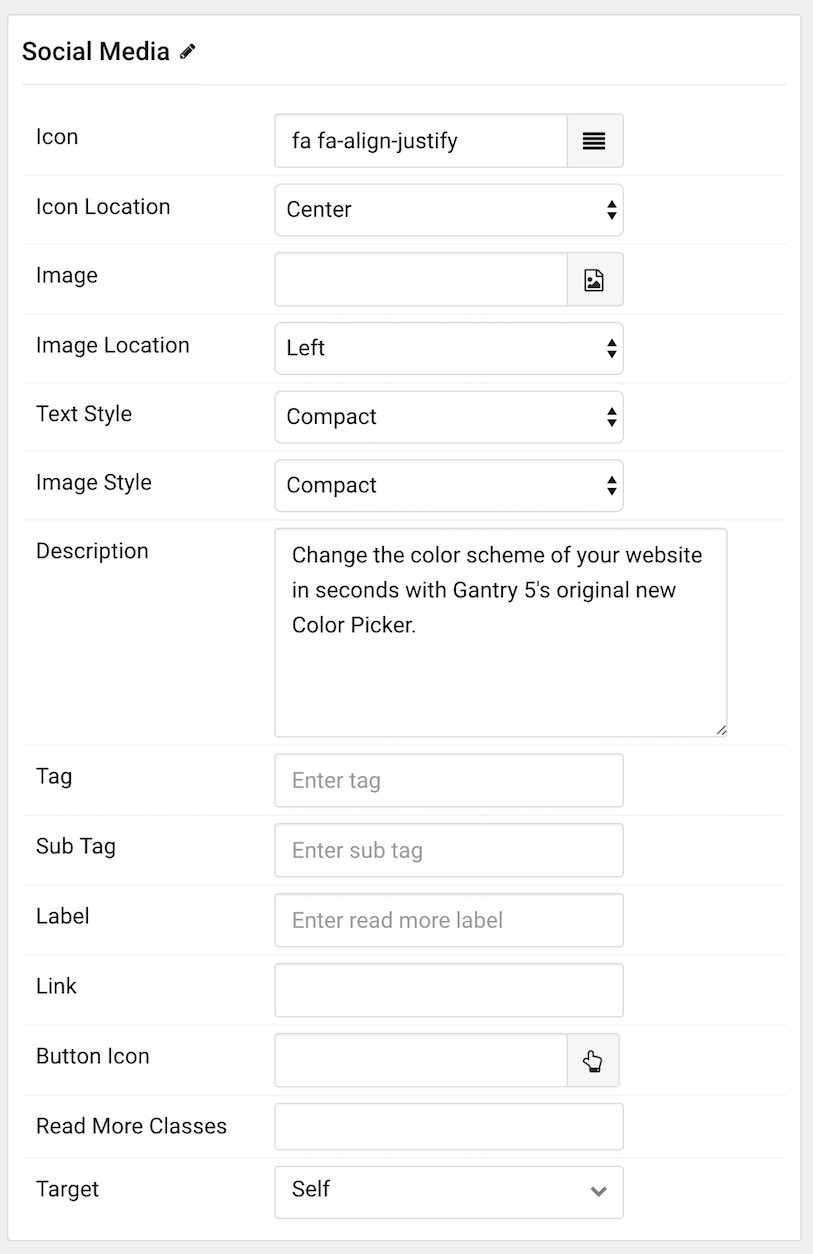 Social Media
Icon
fa fa-align-justify
Icon Location
Center
Image
Image Location
Left
Text Style
Compact
Image Style
Compact
Description
Change the color scheme of your website
in seconds with Gantry 5's original new
Color Picker.
Tag
Enter tag
Sub Tag
Enter sub tag
Label
Enter read more label
Link
Button Icon
Read More Classes
Target
Self